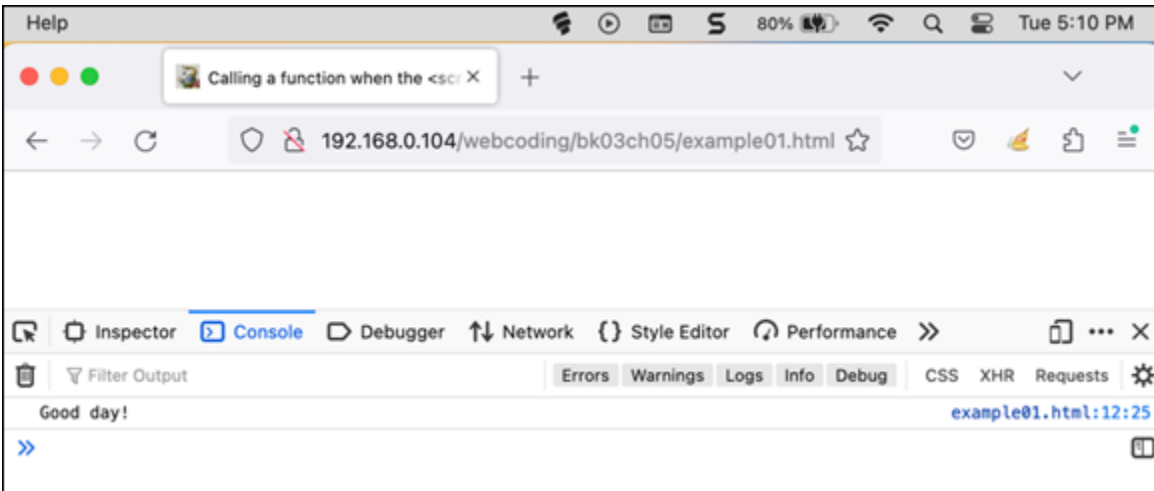 Help 80% Tue 5:10 PM
Calling a function when the <scr
192.168.0.104/webcoding/bk03ch05/example01.html
Inspector Console Debugger Network Style Editor Performance
Filter Output Errors Warnings Logs Info Debug CSS XHR Requests
Good day! example01.html:12:25